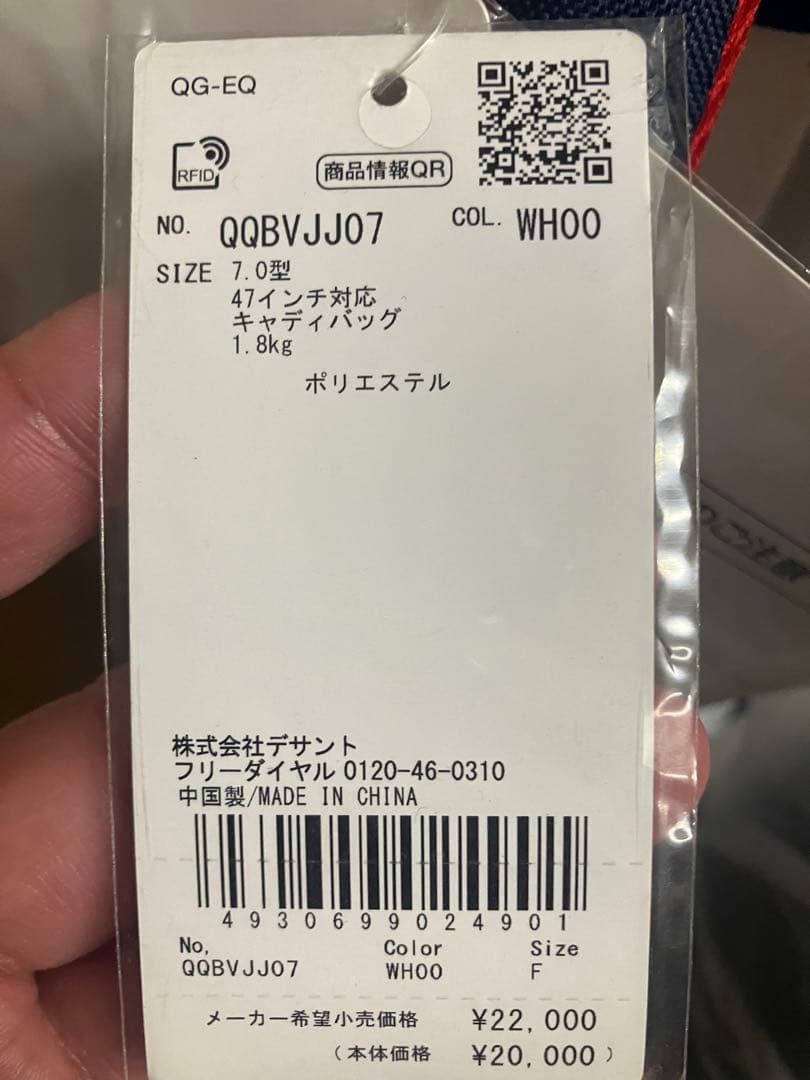 QG-EQ
RFID
商品情報QR
NO. QQBVJJ07 COL. WH00
SIZE 7.0型
47インチ対応
キャディバッグ
1.8kg
ポリエステル
株式会社デサント
フリーダイヤル 0120-46-0310
中国製/MADE IN CHINA
4930699024901
No, Color Size
QQBVJJ07 WH00 F
メーカー希望小売価格 ¥22,000
(本体価格 ¥20,000)